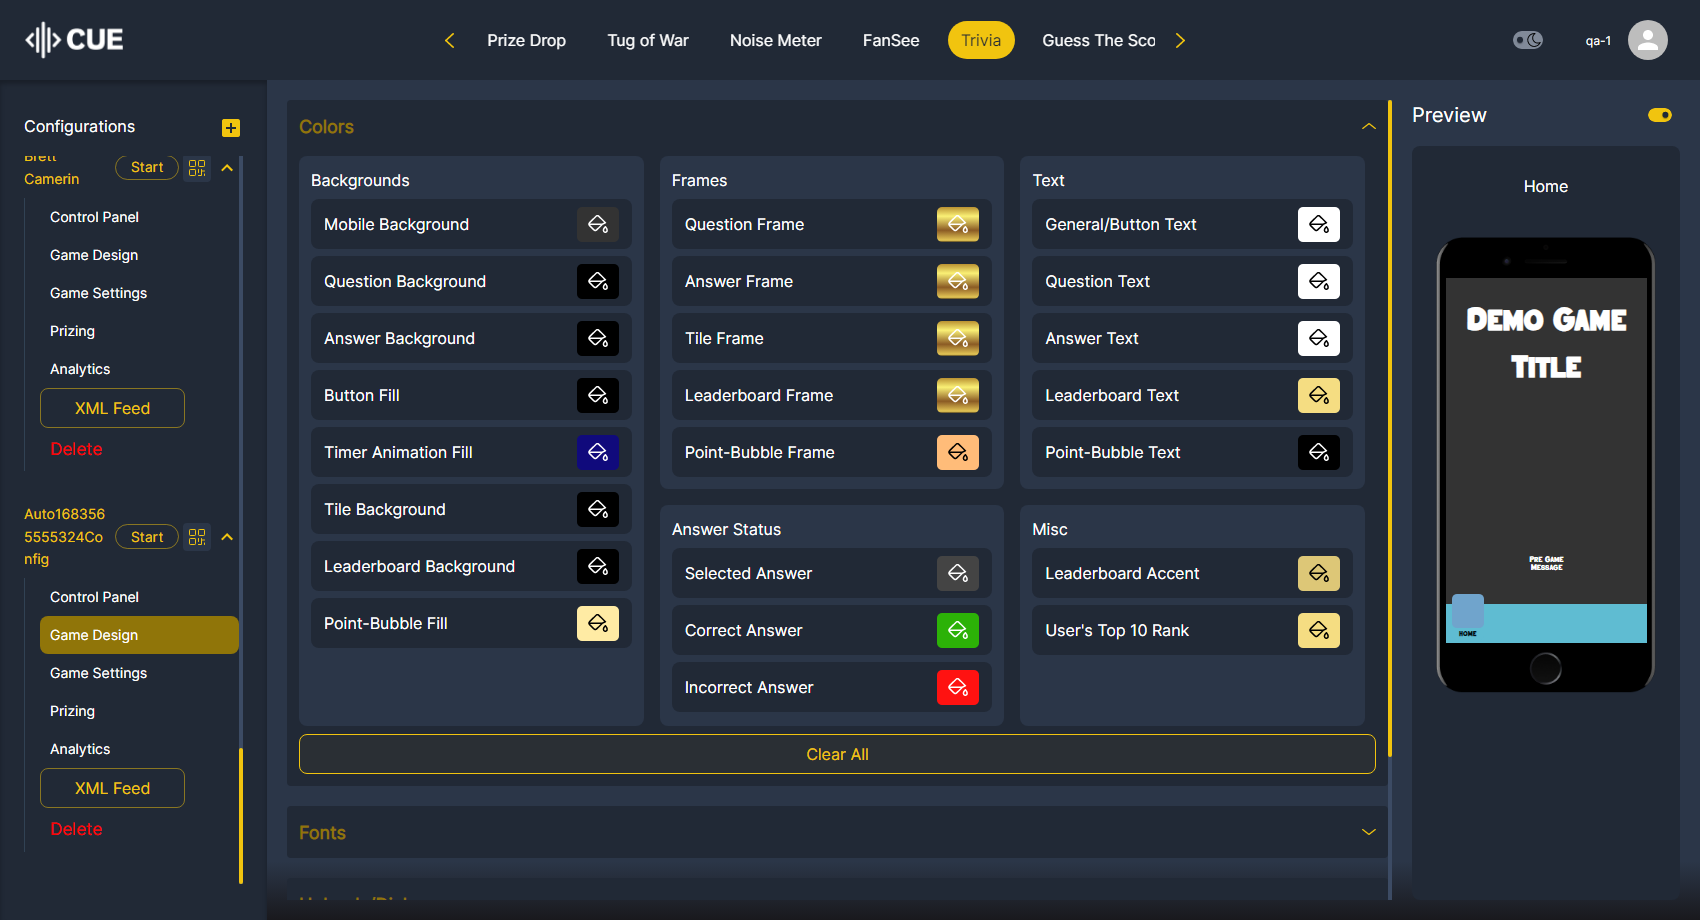 CUE
Prize Drop
Tug of War
Noise Meter
FanSee
Trivia
Guess The Sco
qa-1
Configurations
Brett
Camerin
Start
Control Panel
Game Design
Game Settings
Prizing
Analytics
XML Feed
Delete
Auto168356
5555324Co
nfig
Start
Control Panel
Game Design
Game Settings
Prizing
Analytics
XML Feed
Delete
Colors
Backgrounds
Mobile Background
Question Background
Answer Background
Button Fill
Timer Animation Fill
Tile Background
Leaderboard Background
Point-Bubble Fill
Frames
Question Frame
Answer Frame
Tile Frame
Leaderboard Frame
Point-Bubble Frame
Text
General/Button Text
Question Text
Answer Text
Leaderboard Text
Point-Bubble Text
Answer Status
Selected Answer
Correct Answer
Incorrect Answer
Misc
Leaderboard Accent
User's Top 10 Rank
Clear All
Fonts
Preview
Home
Demo Game
Title
Pre Game
Message
HOME